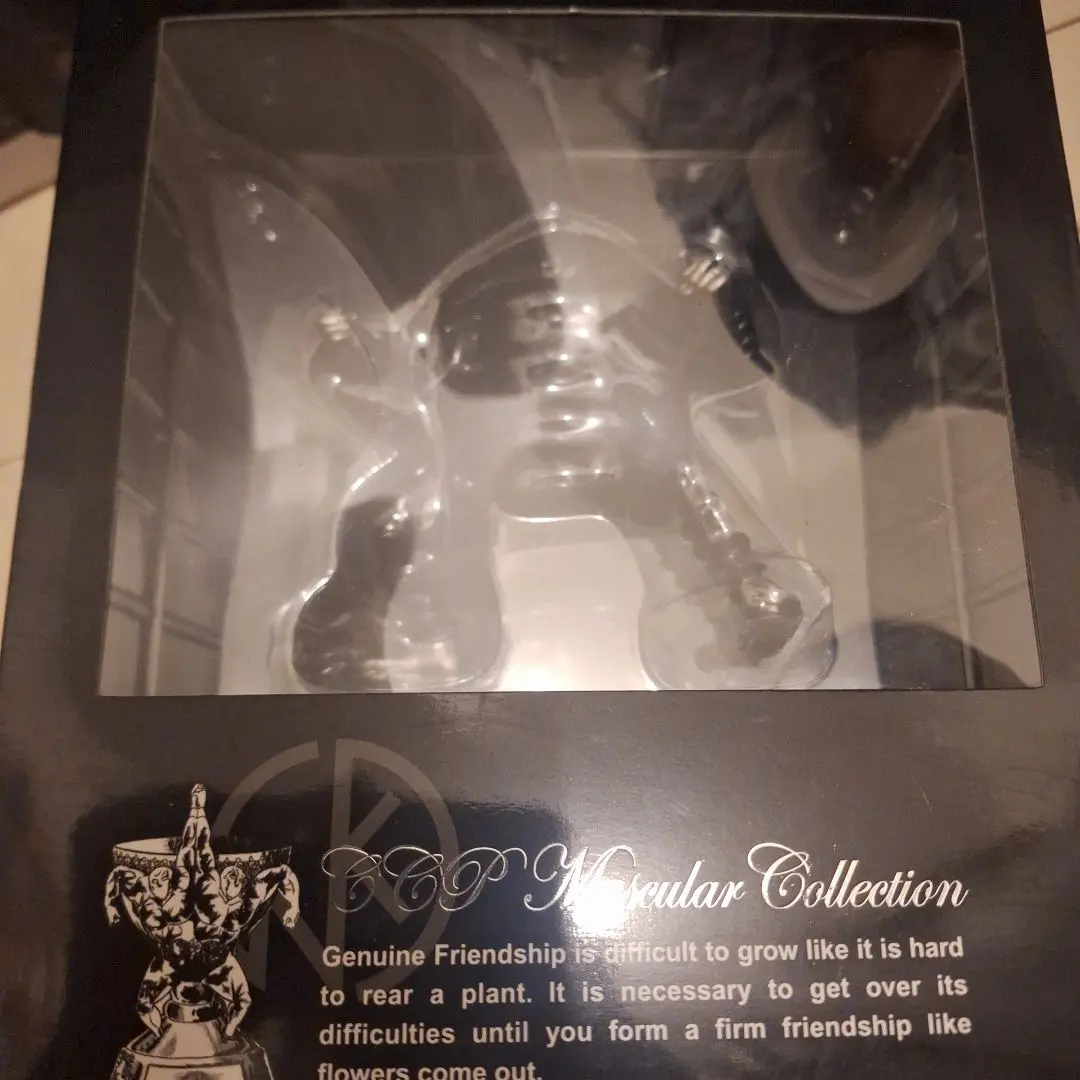 CCP Muscular Collection
Genuine Friendship is difficult to grow like it is hard
to rear a plant. It is necessary to get over its
difficulties until you form a firm friendship like
flowers come out.